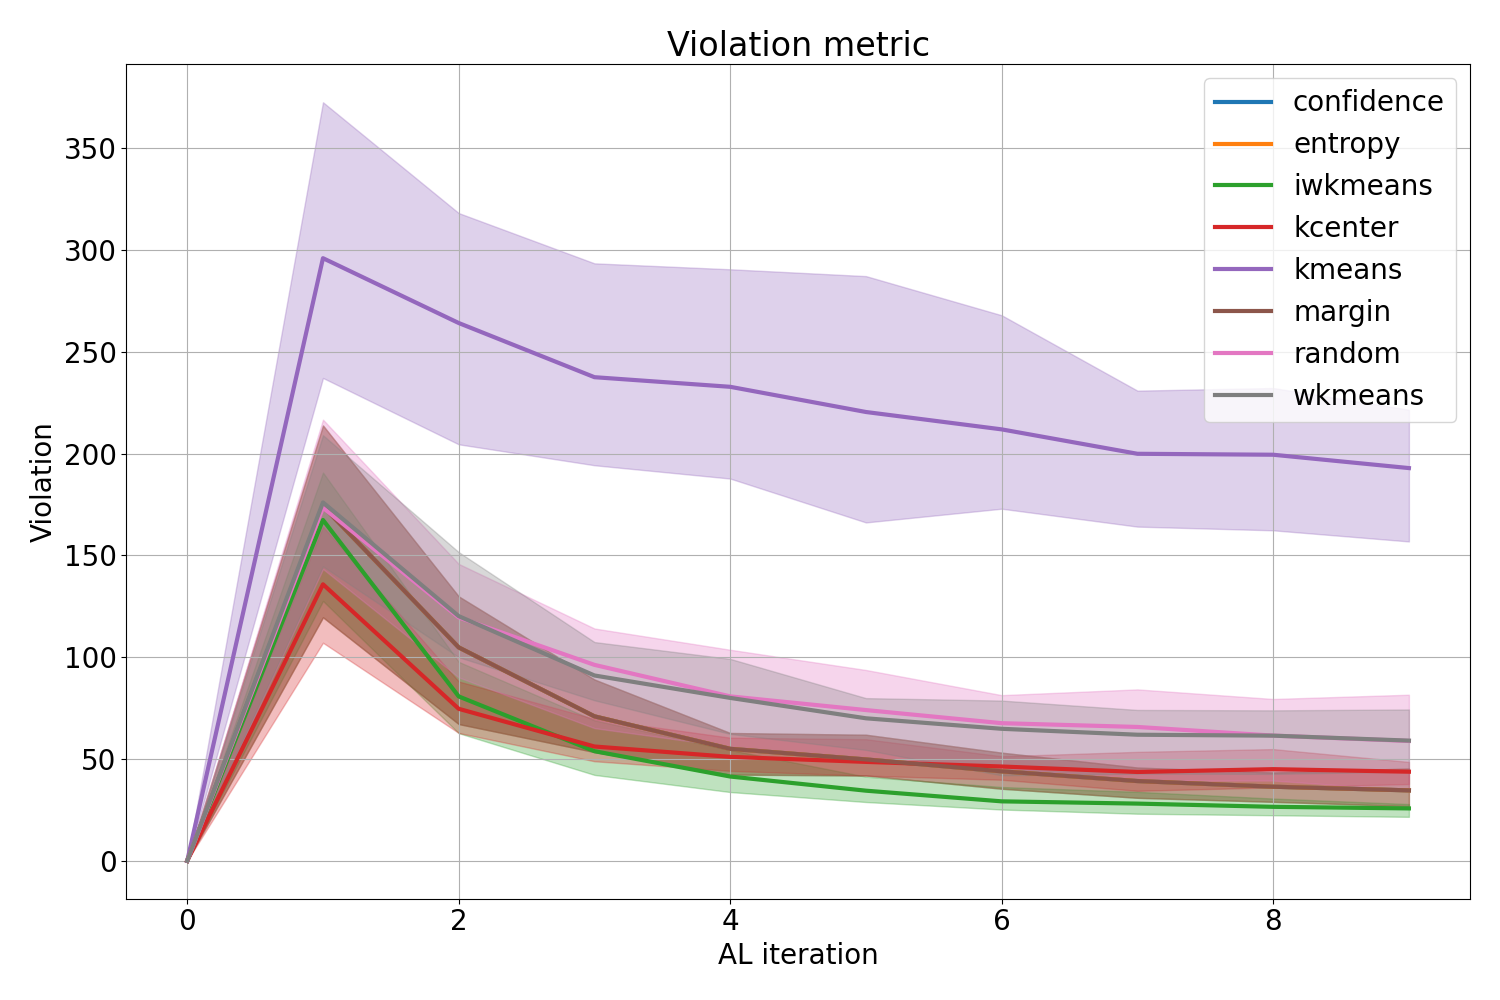 Violation metric
confidence
entropy
iwkmeans
kcenter
kmeans
margin
random
wkmeans
350
300
250
200
150
100
50
0
Violation
0 2 4 6 8
AL iteration